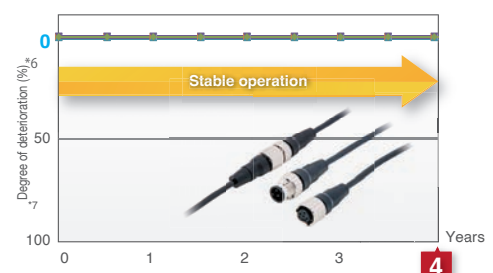 0
Degree of deterioration (%)*6
Stable operation
50
*7
100
Years
0 1 2 3 4